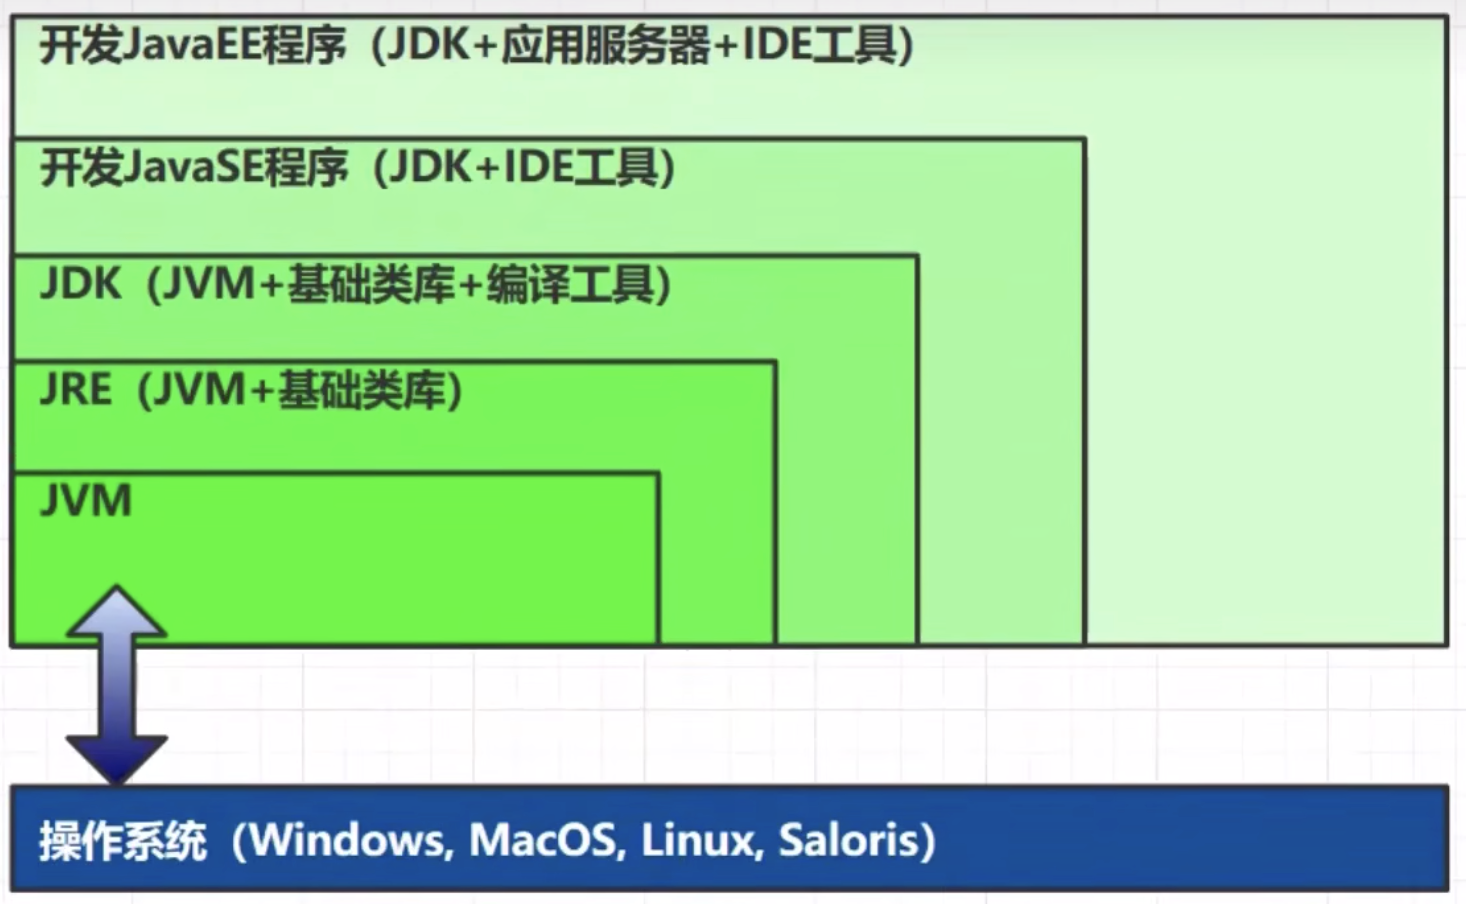 开发JavaEE程序（JDK+应用服务器+IDE工具）
开发JavaSE程序（JDK+IDE工具）
JDK（JVM+基础类库+编译工具）
JRE（JVM+基础类库）
JVM
操作系统（Windows, MacOS, Linux, Saloris）